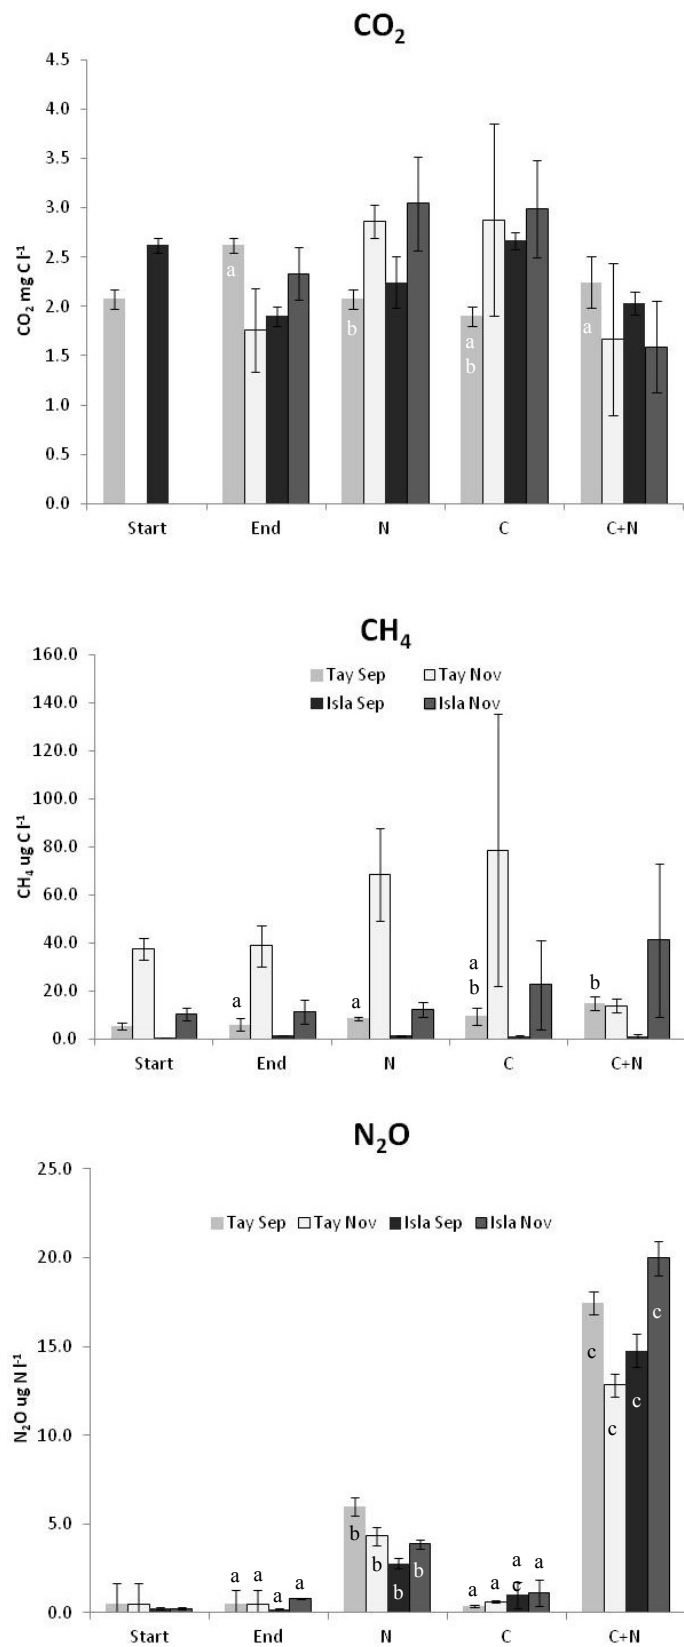 CO₂
4.5
4.0
3.5
3.0
2.5
2.0
1.5
1.0
0.5
0.0
CO₂ mg C l⁻¹
a
b
a
b
a
Start End N C C+N
CH₄
160.0
140.0
120.0
100.0
80.0
60.0
40.0
20.0
0.0
CH₄ ug C l⁻¹
Tay Sep Tay Nov
Isla Sep Isla Nov
a
a
a
b
b
Start End N C C+N
N₂O
25.0
20.0
15.0
10.0
5.0
0.0
N₂O ug N l⁻¹
Tay Sep Tay Nov Isla Sep Isla Nov
a a a a
b b b b
a a a c a
c c c c
Start End N C C+N